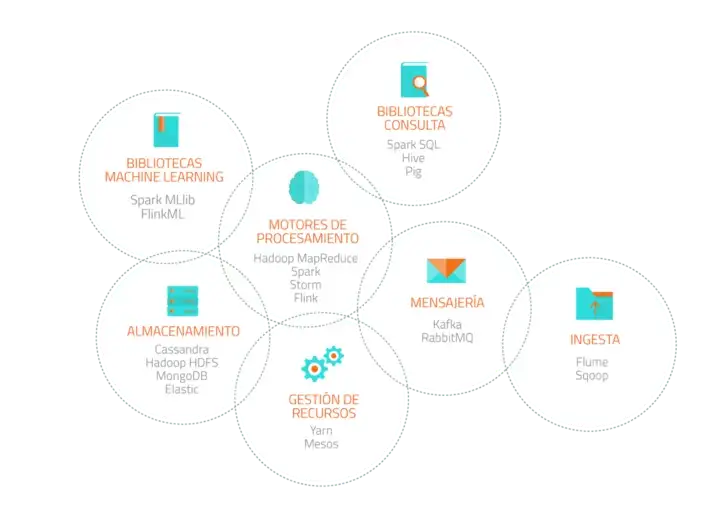 BIBLIOTECAS
CONSULTA
Spark SQL
Hive
Pig
BIBLIOTECAS
MACHINE LEARNING
Spark MLlib
FlinkML
MOTORES DE
PROCESAMIENTO
Hadoop MapReduce
Spark
Storm
Flink
MENSAJERÍA
Kafka
RabbitMQ
ALMACENAMIENTO
Cassandra
Hadoop HDFS
MongoDB
Elastic
INGESTA
Flume
Sqoop
GESTIÓN DE
RECURSOS
Yarn
Mesos